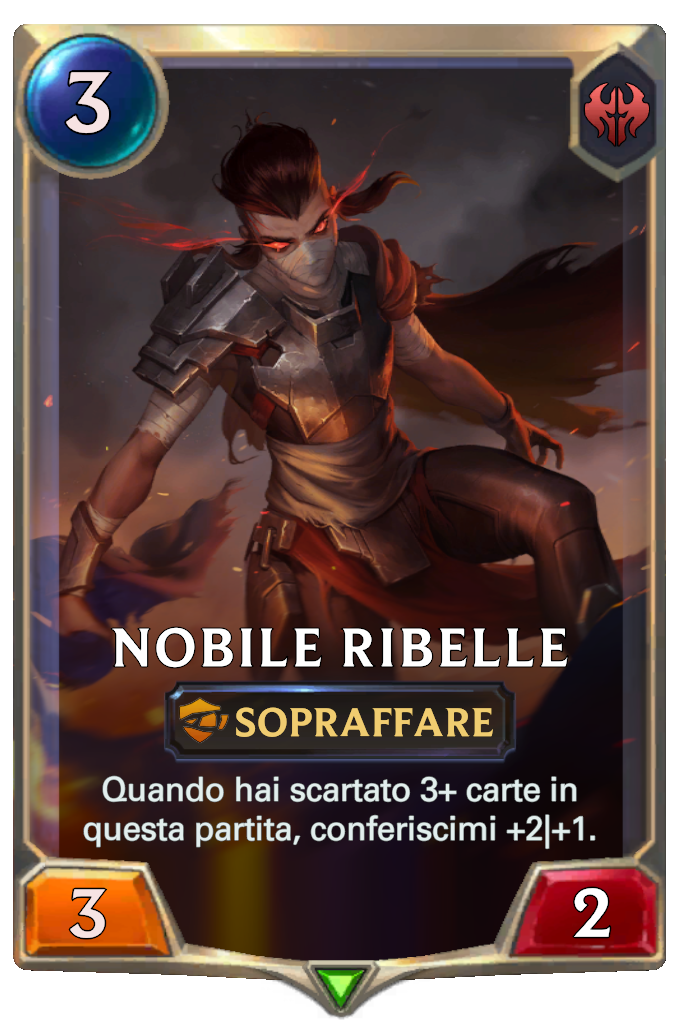 3
NOBILE RIBELLE
SOPRAFFARE
Quando hai scartato 3+ carte in
questa partita, conferiscimi +2|+1.
3
2